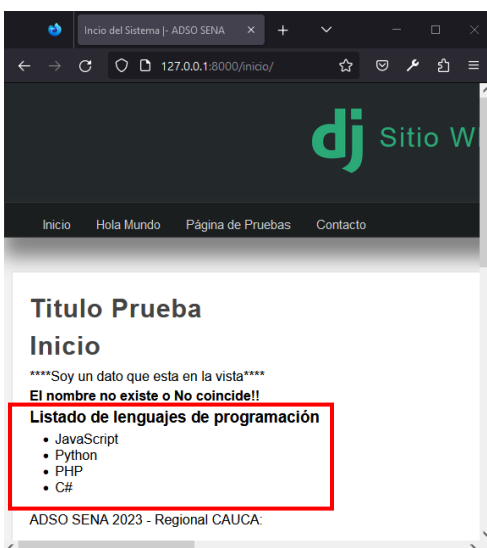 Incio del Sistema |- ADSO SENA
127.0.0.1:8000/inicio/
dj Sitio W
Inicio Hola Mundo Página de Pruebas Contacto
Titulo Prueba
Inicio
****Soy un dato que esta en la vista****
El nombre no existe o No coincide!!
Listado de lenguajes de programación
JavaScript
Python
PHP
C#
ADSO SENA 2023 - Regional CAUCA: